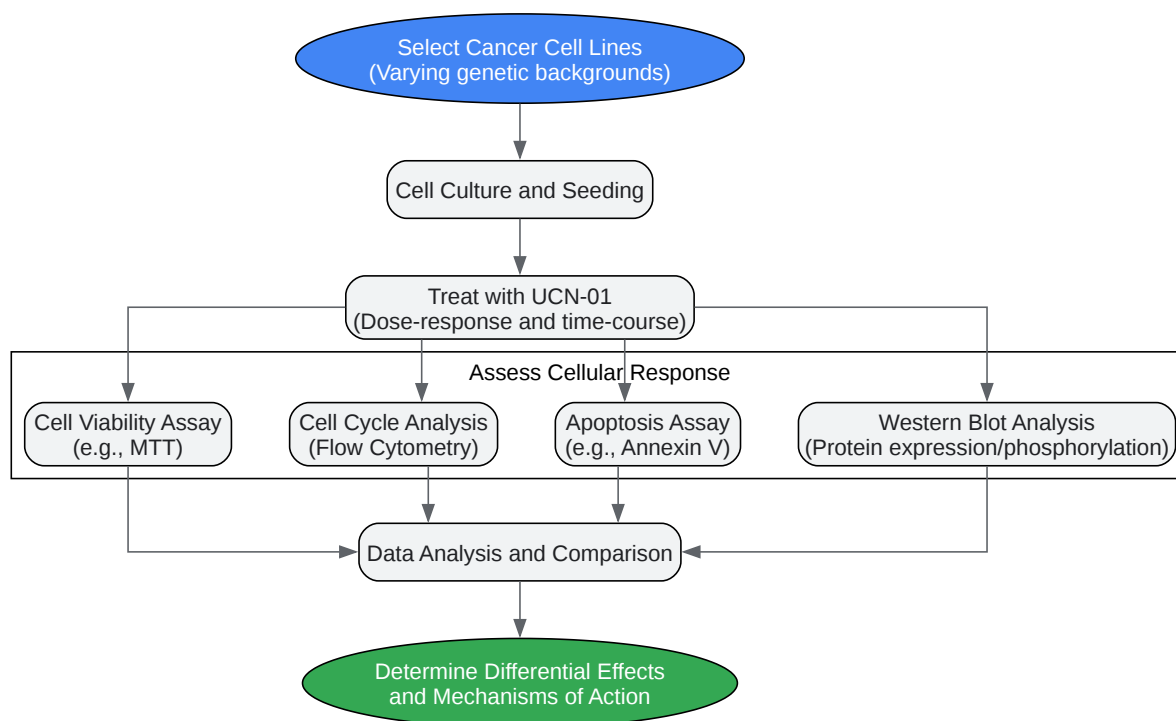 Select Cancer Cell Lines
(Varying genetic backgrounds)
Cell Culture and Seeding
Treat with UCN-01
(Dose-response and time-course)
Assess Cellular Response
Cell Viability Assay
(e.g., MTT)
Cell Cycle Analysis
(Flow Cytometry)
Apoptosis Assay
(e.g., Annexin V)
Western Blot Analysis
(Protein expression/phosphorylation)
Data Analysis and Comparison
Determine Differential Effects
and Mechanisms of Action